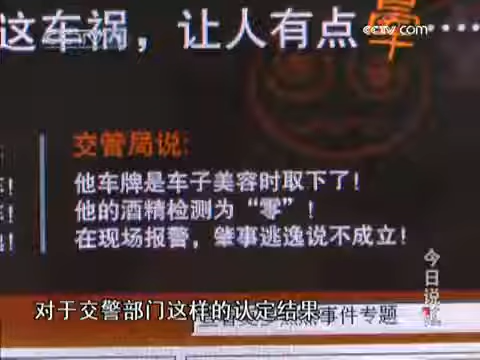 这车祸，让人有点晕……
cctv.com
交管局说：
他车牌是车子美容时取下了！
他的酒精检测为“零”！
在现场报警，肇事逃逸说不成立！
今日说法
对于交警部门这样的认定结果
事件专题